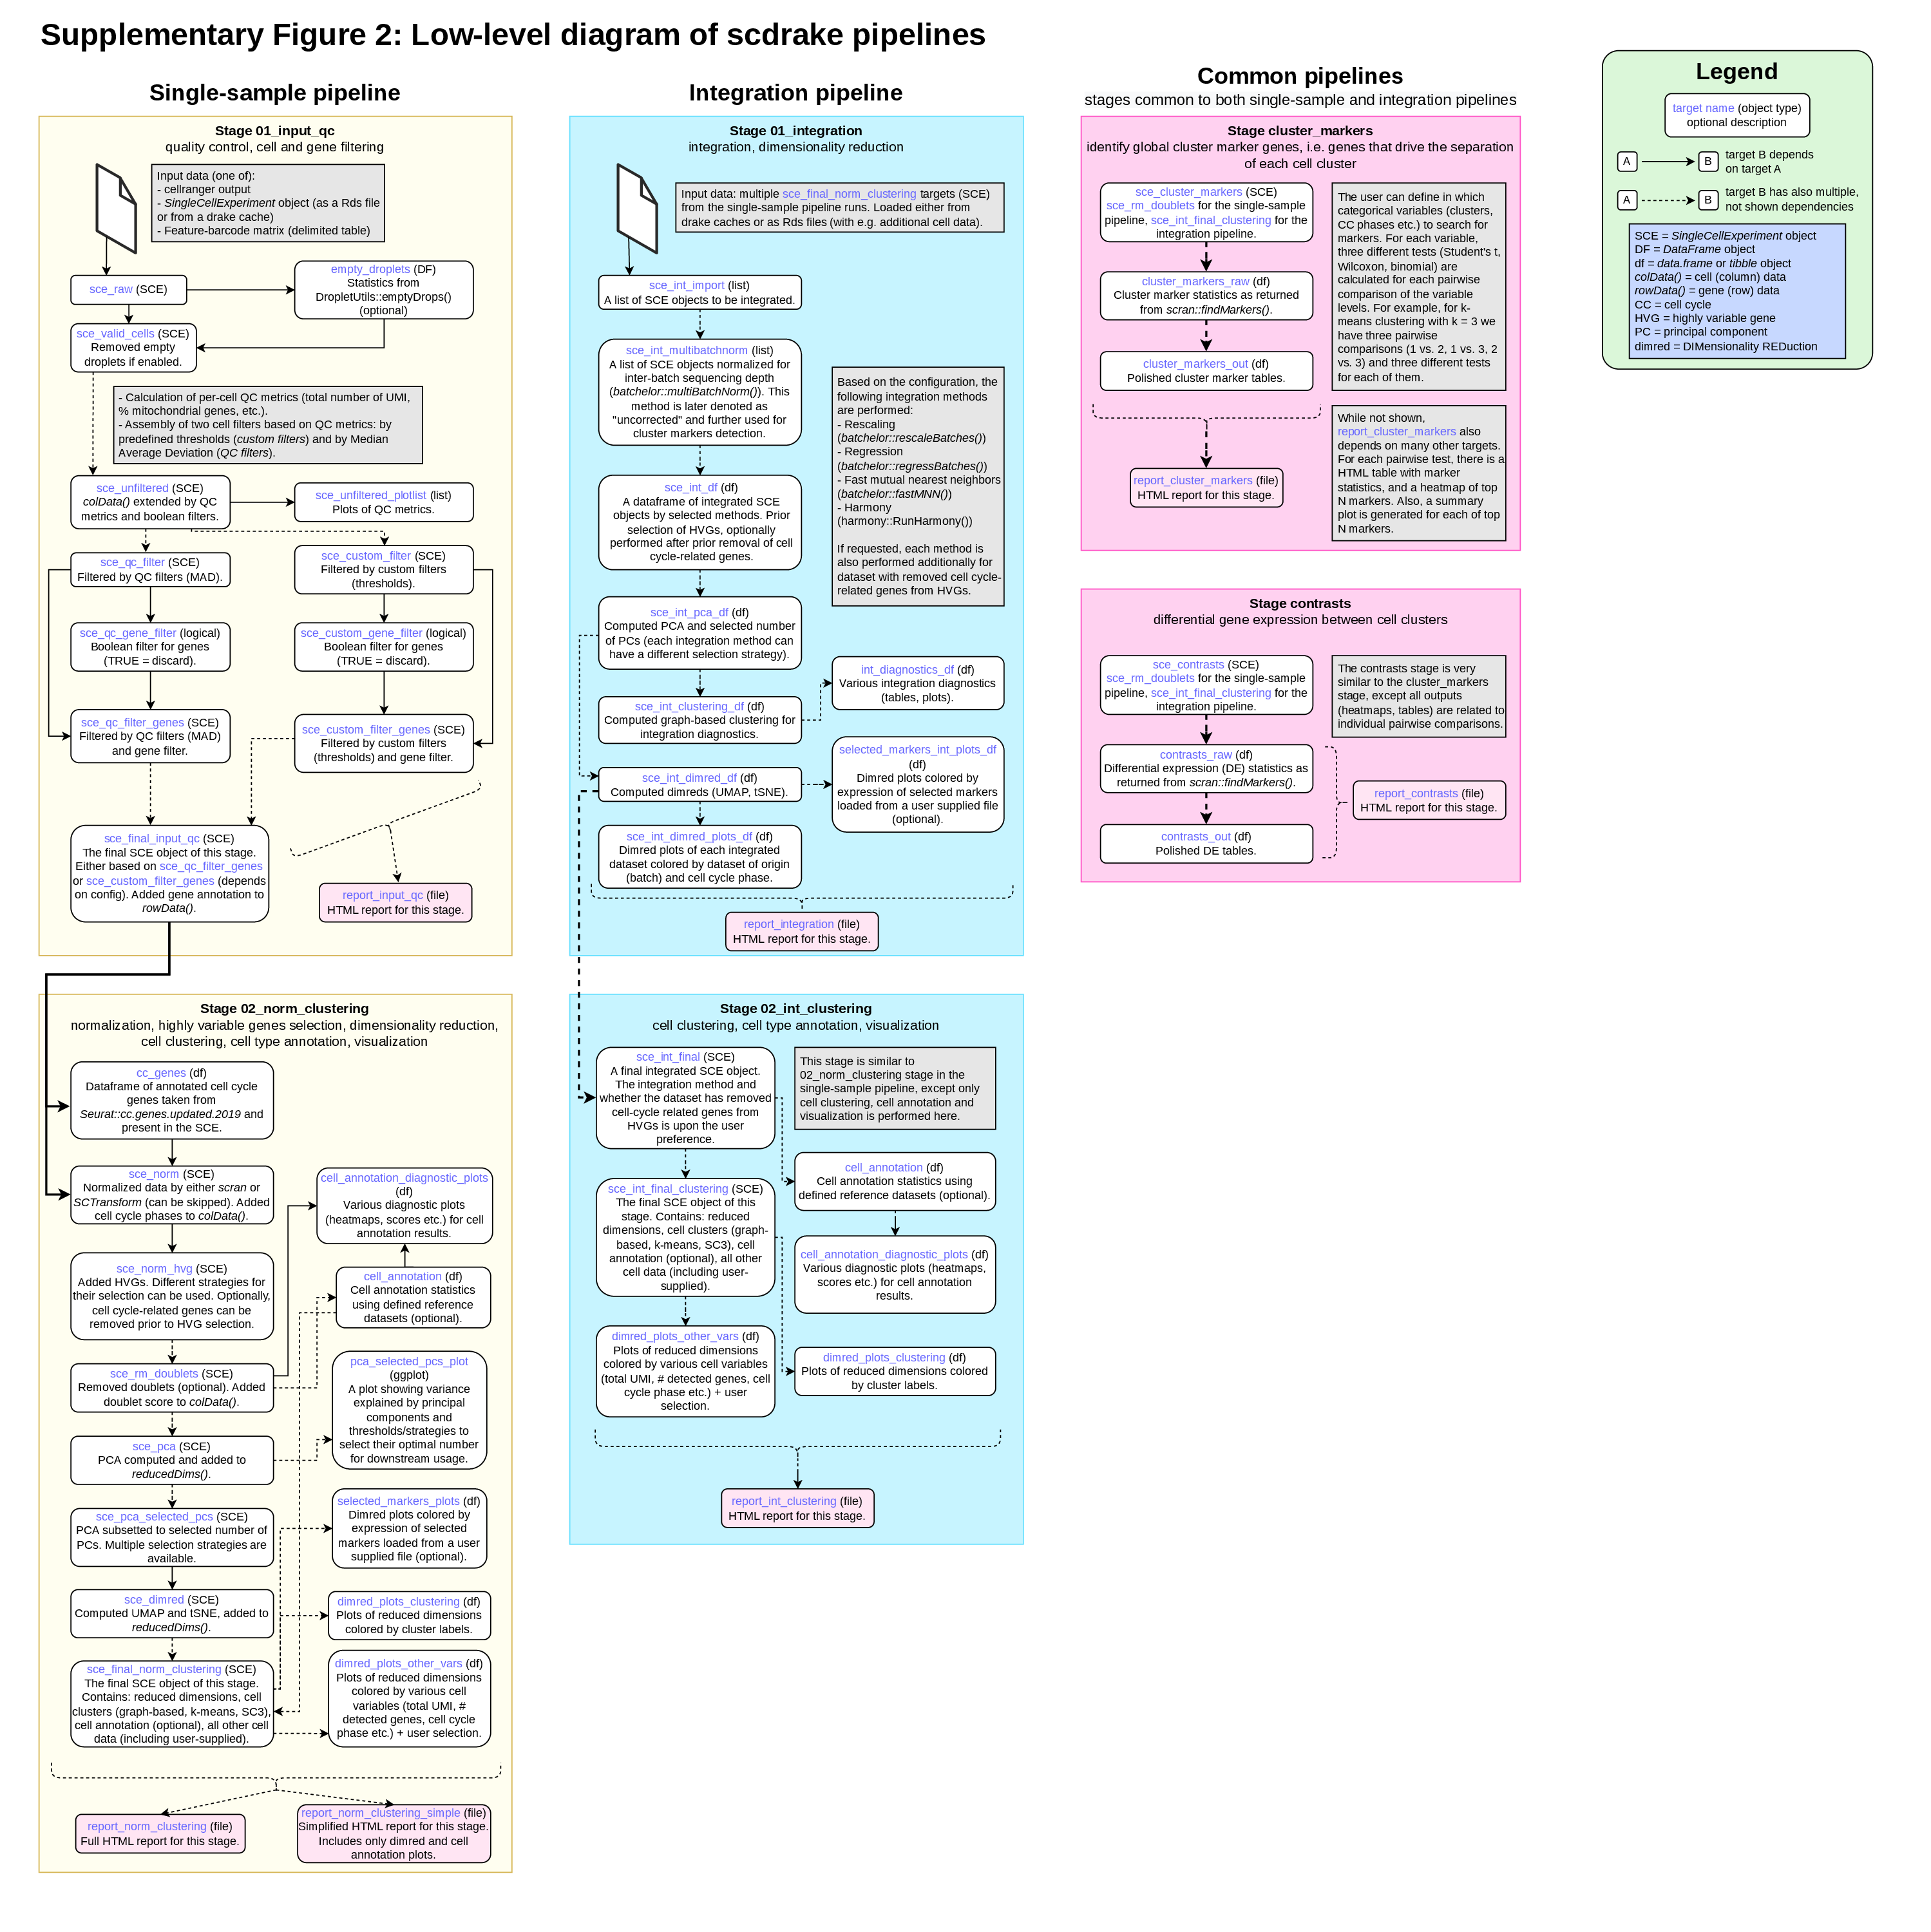 Supplementary Figure 2: Low-level diagram of scdrake pipelines
Single-sample pipeline
Stage 01_input_qc
quality control, cell and gene filtering
Input data (one of):
- cellranger output
- SingleCellExperiment object (as a Rds file
or from a drake cache)
- Feature-barcode matrix (delimited table)
sce_raw (SCE)
empty_droplets (DF)
Statistics from
DropletUtils::emptyDrops()
(optional)
sce_valid_cells (SCE)
Removed empty
droplets if enabled.
- Calculation of per-cell QC metrics (total number of UMI,
% mitochondrial genes, etc.).
- Assembly of two cell filters based on QC metrics: by
predefined thresholds (custom filters) and by Median
Average Deviation (QC filters).
sce_unfiltered (SCE)
colData() extended by QC
metrics and boolean filters.
sce_unfiltered_plotlist (list)
Plots of QC metrics.
sce_qc_filter (SCE)
Filtered by QC filters (MAD).
sce_custom_filter (SCE)
Filtered by custom filters
(thresholds).
sce_qc_gene_filter (logical)
Boolean filter for genes
(TRUE = discard).
sce_custom_gene_filter (logical)
Boolean filter for genes
(TRUE = discard).
sce_qc_filter_genes (SCE)
Filtered by QC filters (MAD)
and gene filter.
sce_custom_filter_genes (SCE)
Filtered by custom filters
(thresholds) and gene filter.
sce_final_input_qc (SCE)
The final SCE object of this stage.
Either based on sce_qc_filter_genes
or sce_custom_filter_genes (depends
on config). Added gene annotation to
rowData().
report_input_qc (file)
HTML report for this stage.
Stage 02_norm_clustering
normalization, highly variable genes selection, dimensionality reduction,
cell clustering, cell type annotation, visualization
cc_genes (df)
Dataframe of annotated cell cycle
genes taken from
Seurat::cc.genes.updated.2019 and
present in the SCE.
sce_norm (SCE)
Normalized data by either scran or
SCTransform (can be skipped). Added
cell cycle phases to colData().
cell_annotation_diagnostic_plots
(df)
Various diagnostic plots
(heatmaps, scores etc.) for cell
annotation results.
sce_norm_hvg (SCE)
Added HVGs. Different strategies for
their selection can be used. Optionally,
cell cycle-related genes can be
removed prior to HVG selection.
cell_annotation (df)
Cell annotation statistics
using defined reference
datasets (optional).
sce_rm_doublets (SCE)
Removed doublets (optional). Added
doublet score to colData().
pca_selected_pcs_plot
(ggplot)
A plot showing variance
explained by principal
components and
thresholds/strategies to
select their optimal number
for downstream usage.
sce_pca (SCE)
PCA computed and added to
reducedDims().
sce_pca_selected_pcs (SCE)
PCA subsetted to selected number of
PCs. Multiple selection strategies are
available.
selected_markers_plots (df)
Dimred plots colored by
expression of selected
markers loaded from a user
supplied file (optional).
sce_dimred (SCE)
Computed UMAP and tSNE, added to
reducedDims().
dimred_plots_clustering (df)
Plots of reduced dimensions
colored by cluster labels.
sce_final_norm_clustering (SCE)
The final SCE object of this stage.
Contains: reduced dimensions, cell
clusters (graph-based, k-means, SC3),
cell annotation (optional), all other cell
data (including user-supplied).
dimred_plots_other_vars (df)
Plots of reduced dimensions
colored by various cell
variables (total UMI, #
detected genes, cell cycle
phase etc.) + user selection.
report_norm_clustering (file)
Full HTML report for this stage.
report_norm_clustering_simple (file)
Simplified HTML report for this stage.
Includes only dimred and cell
annotation plots.
Integration pipeline
Stage 01_integration
integration, dimensionality reduction
Input data: multiple sce_final_norm_clustering targets (SCE)
from the single-sample pipeline runs. Loaded either from
drake caches or as Rds files (with e.g. additional cell data).
sce_int_import (list)
A list of SCE objects to be integrated.
sce_int_multibatchnorm (list)
A list of SCE objects normalized for
inter-batch sequencing depth
(batchelor::multiBatchNorm()). This
method is later denoted as
"uncorrected" and further used for
cluster markers detection.
Based on the configuration, the
following integration methods
are performed:
- Rescaling
(batchelor::rescaleBatches())
- Regression
(batchelor::regressBatches())
- Fast mutual nearest neighbors
(batchelor::fastMNN())
- Harmony
(harmony::RunHarmony())
If requested, each method is
also performed additionally for
dataset with removed cell cycle-
related genes from HVGs.
sce_int_df (df)
A dataframe of integrated SCE
objects by selected methods. Prior
selection of HVGs, optionally
performed after prior removal of cell
cycle-related genes.
sce_int_pca_df (df)
Computed PCA and selected number
of PCs (each integration method can
have a different selection strategy).
int_diagnostics_df (df)
Various integration diagnostics
(tables, plots).
sce_int_clustering_df (df)
Computed graph-based clustering for
integration diagnostics.
selected_markers_int_plots_df
(df)
Dimred plots colored by
expression of selected markers
loaded from a user supplied file
(optional).
sce_int_dimred_df (df)
Computed dimreds (UMAP, tSNE).
sce_int_dimred_plots_df (df)
Dimred plots of each integrated
dataset colored by dataset of origin
(batch) and cell cycle phase.
report_integration (file)
HTML report for this stage.
Stage 02_int_clustering
cell clustering, cell type annotation, visualization
sce_int_final (SCE)
A final integrated SCE object.
The integration method and
whether the dataset has removed
cell-cycle related genes from
HVGs is upon the user
preference.
This stage is similar to
02_norm_clustering stage in the
single-sample pipeline, except only
cell clustering, cell annotation and
visualization is performed here.
cell_annotation (df)
Cell annotation statistics using
defined reference datasets (optional).
sce_int_final_clustering (SCE)
The final SCE object of this
stage. Contains: reduced
dimensions, cell clusters (graph-
based, k-means, SC3), cell
annotation (optional), all other
cell data (including user-
supplied).
cell_annotation_diagnostic_plots (df)
Various diagnostic plots (heatmaps,
scores etc.) for cell annotation
results.
dimred_plots_other_vars (df)
Plots of reduced dimensions
colored by various cell variables
(total UMI, # detected genes, cell
cycle phase etc.) + user
selection.
dimred_plots_clustering (df)
Plots of reduced dimensions colored
by cluster labels.
report_int_clustering (file)
HTML report for this stage.
Common pipelines
stages common to both single-sample and integration pipelines
Stage cluster_markers
identify global cluster marker genes, i.e. genes that drive the separation
of each cell cluster
sce_cluster_markers (SCE)
sce_rm_doublets for the single-sample
pipeline, sce_int_final_clustering for the
integration pipeline.
cluster_markers_raw (df)
Cluster marker statistics as returned
from scran::findMarkers().
cluster_markers_out (df)
Polished cluster marker tables.
The user can define in which
categorical variables (clusters,
CC phases etc.) to search for
markers. For each variable,
three different tests (Student's t,
Wilcoxon, binomial) are
calculated for each pairwise
comparison of the variable
levels. For example, for k-
means clustering with k = 3 we
have three pairwise
comparisons (1 vs. 2, 1 vs. 3, 2
vs. 3) and three different tests
for each of them.
report_cluster_markers (file)
HTML report for this stage.
While not shown,
report_cluster_markers also
depends on many other targets.
For each pairwise test, there is a
HTML table with marker
statistics, and a heatmap of top
N markers. Also, a summary
plot is generated for each of top
N markers.
Stage contrasts
differential gene expression between cell clusters
sce_contrasts (SCE)
sce_rm_doublets for the single-sample
pipeline, sce_int_final_clustering for the
integration pipeline.
The contrasts stage is very
similar to the cluster_markers
stage, except all outputs
(heatmaps, tables) are related to
individual pairwise comparisons.
contrasts_raw (df)
Differential expression (DE) statistics as
returned from scran::findMarkers().
report_contrasts (file)
HTML report for this stage.
contrasts_out (df)
Polished DE tables.
Legend
target name (object type)
optional description
A B target B depends
on target A
A B target B has also multiple,
not shown dependencies
SCE = SingleCellExperiment object
DF = DataFrame object
df = data.frame or tibble object
colData() = cell (column) data
rowData() = gene (row) data
CC = cell cycle
HVG = highly variable gene
PC = principal component
dimred = DIMensionality REDuction